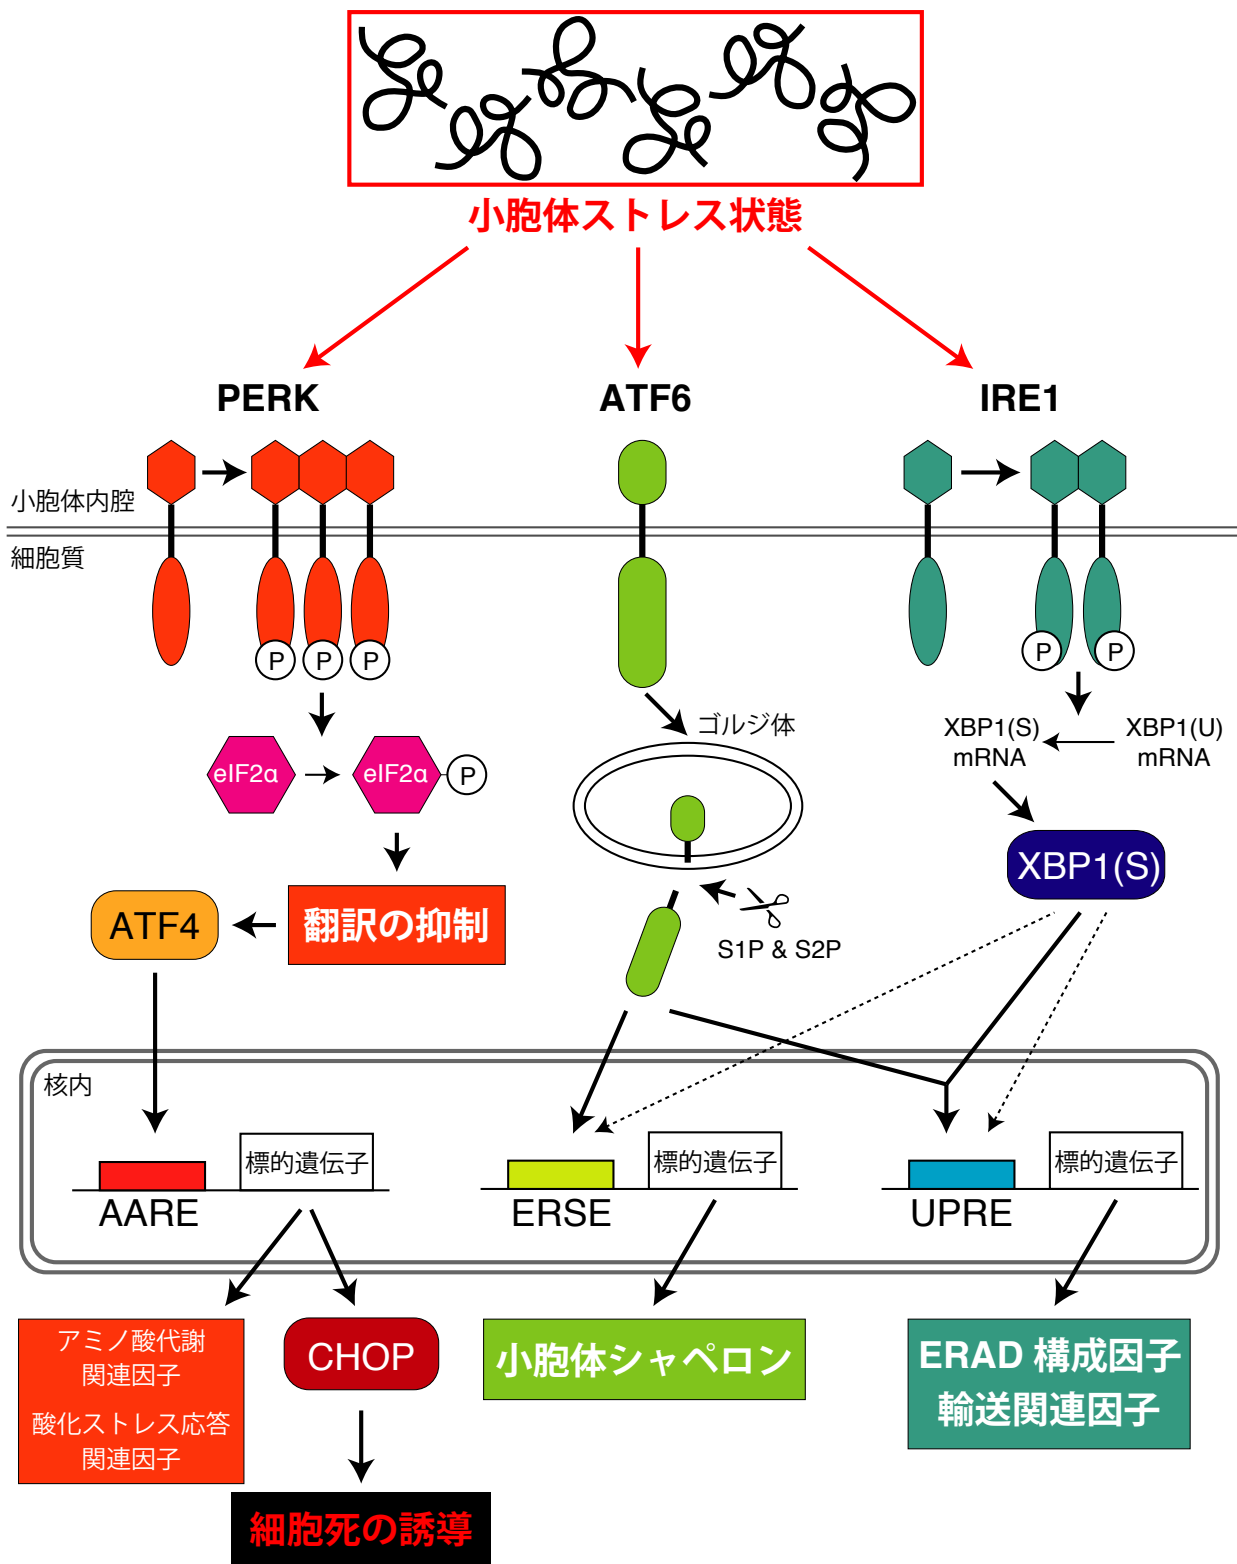 小胞体ストレス状態
PERK
ATF6
IRE1
小胞体内腔
細胞質
P
P
P
P
P
ゴルジ体
XBP1(S)
mRNA
XBP1(U)
mRNA
eIF2α
eIF2α
P
XBP1(S)
ATF4
翻訳の抑制
S1P & S2P
核内
標的遺伝子
標的遺伝子
標的遺伝子
AARE
ERSE
UPRE
アミノ酸代謝
関連因子
酸化ストレス応答
関連因子
CHOP
小胞体シャペロン
ERAD 構成因子
輸送関連因子
細胞死の誘導